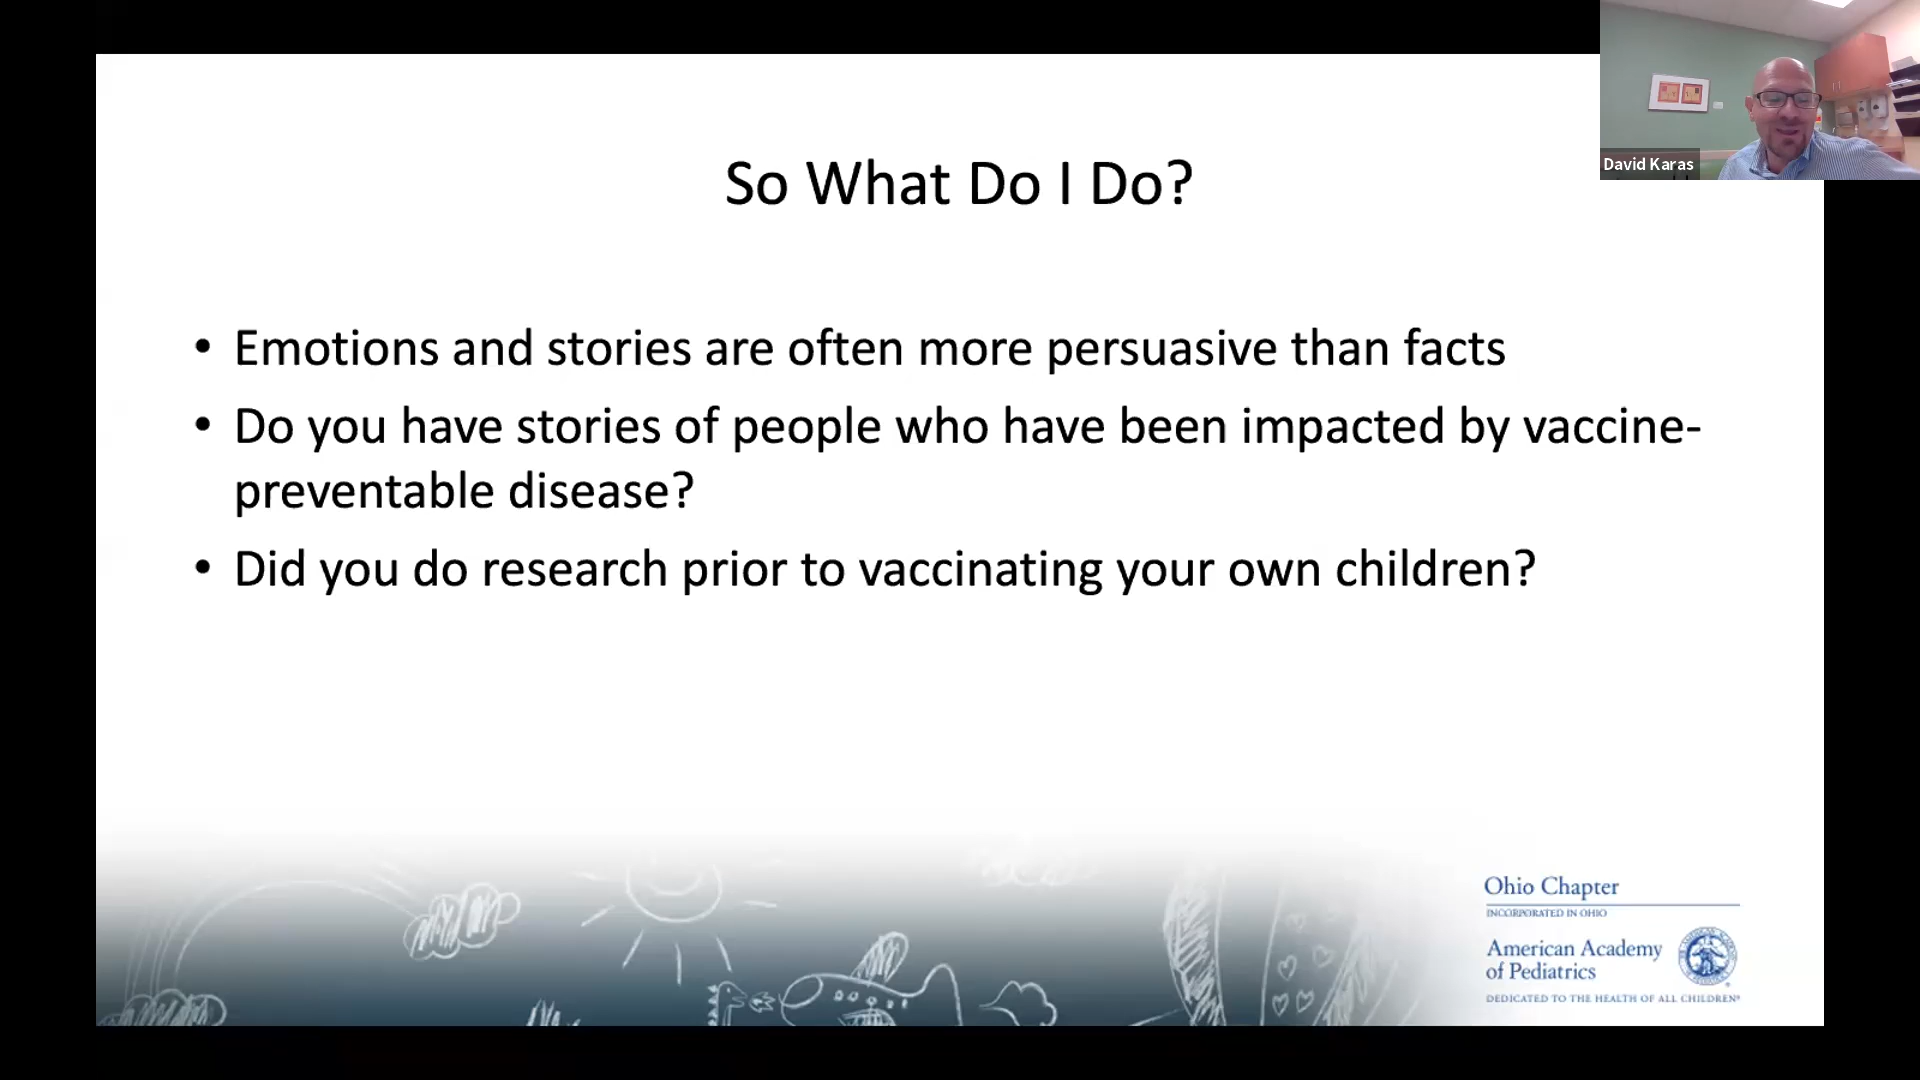 So What Do I Do?
David Karas
• Emotions and stories are often more persuasive than facts
• Do you have stories of people who have been impacted by vaccine-
preventable disease?
• Did you do research prior to vaccinating your own children?
Ohio Chapter
INCORPORATED IN OHIO
American Academy
of Pediatrics
DEDICATED TO THE HEALTH OF ALL CHILDREN®